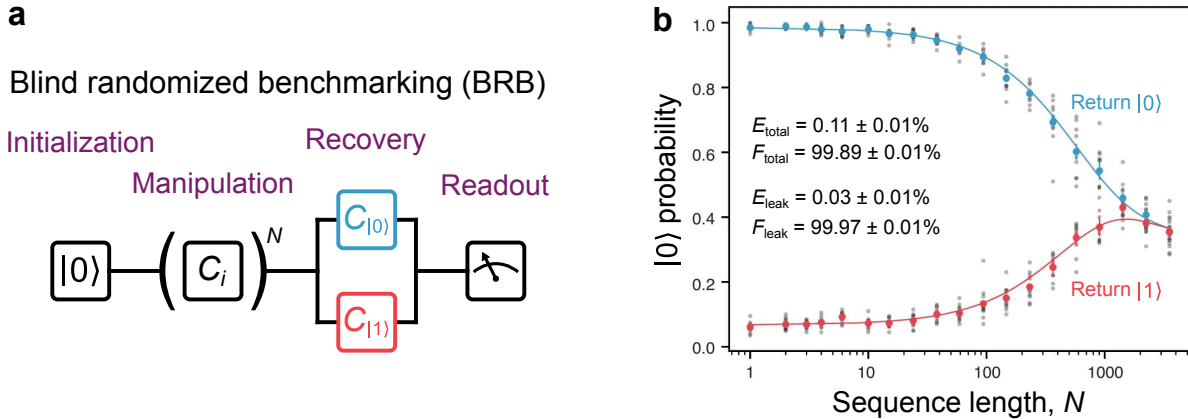 a
Blind randomized benchmarking (BRB)
Initialization
Manipulation
Recovery
Readout
|0⟩
( C_i )^N
C_|0⟩
C_|1⟩
b
|0⟩ probability
1.0
0.8
0.6
0.4
0.2
0.0
Return |0⟩
E_total = 0.11 ± 0.01%
F_total = 99.89 ± 0.01%
E_leak = 0.03 ± 0.01%
F_leak = 99.97 ± 0.01%
Return |1⟩
1 10 100 1000
Sequence length, N